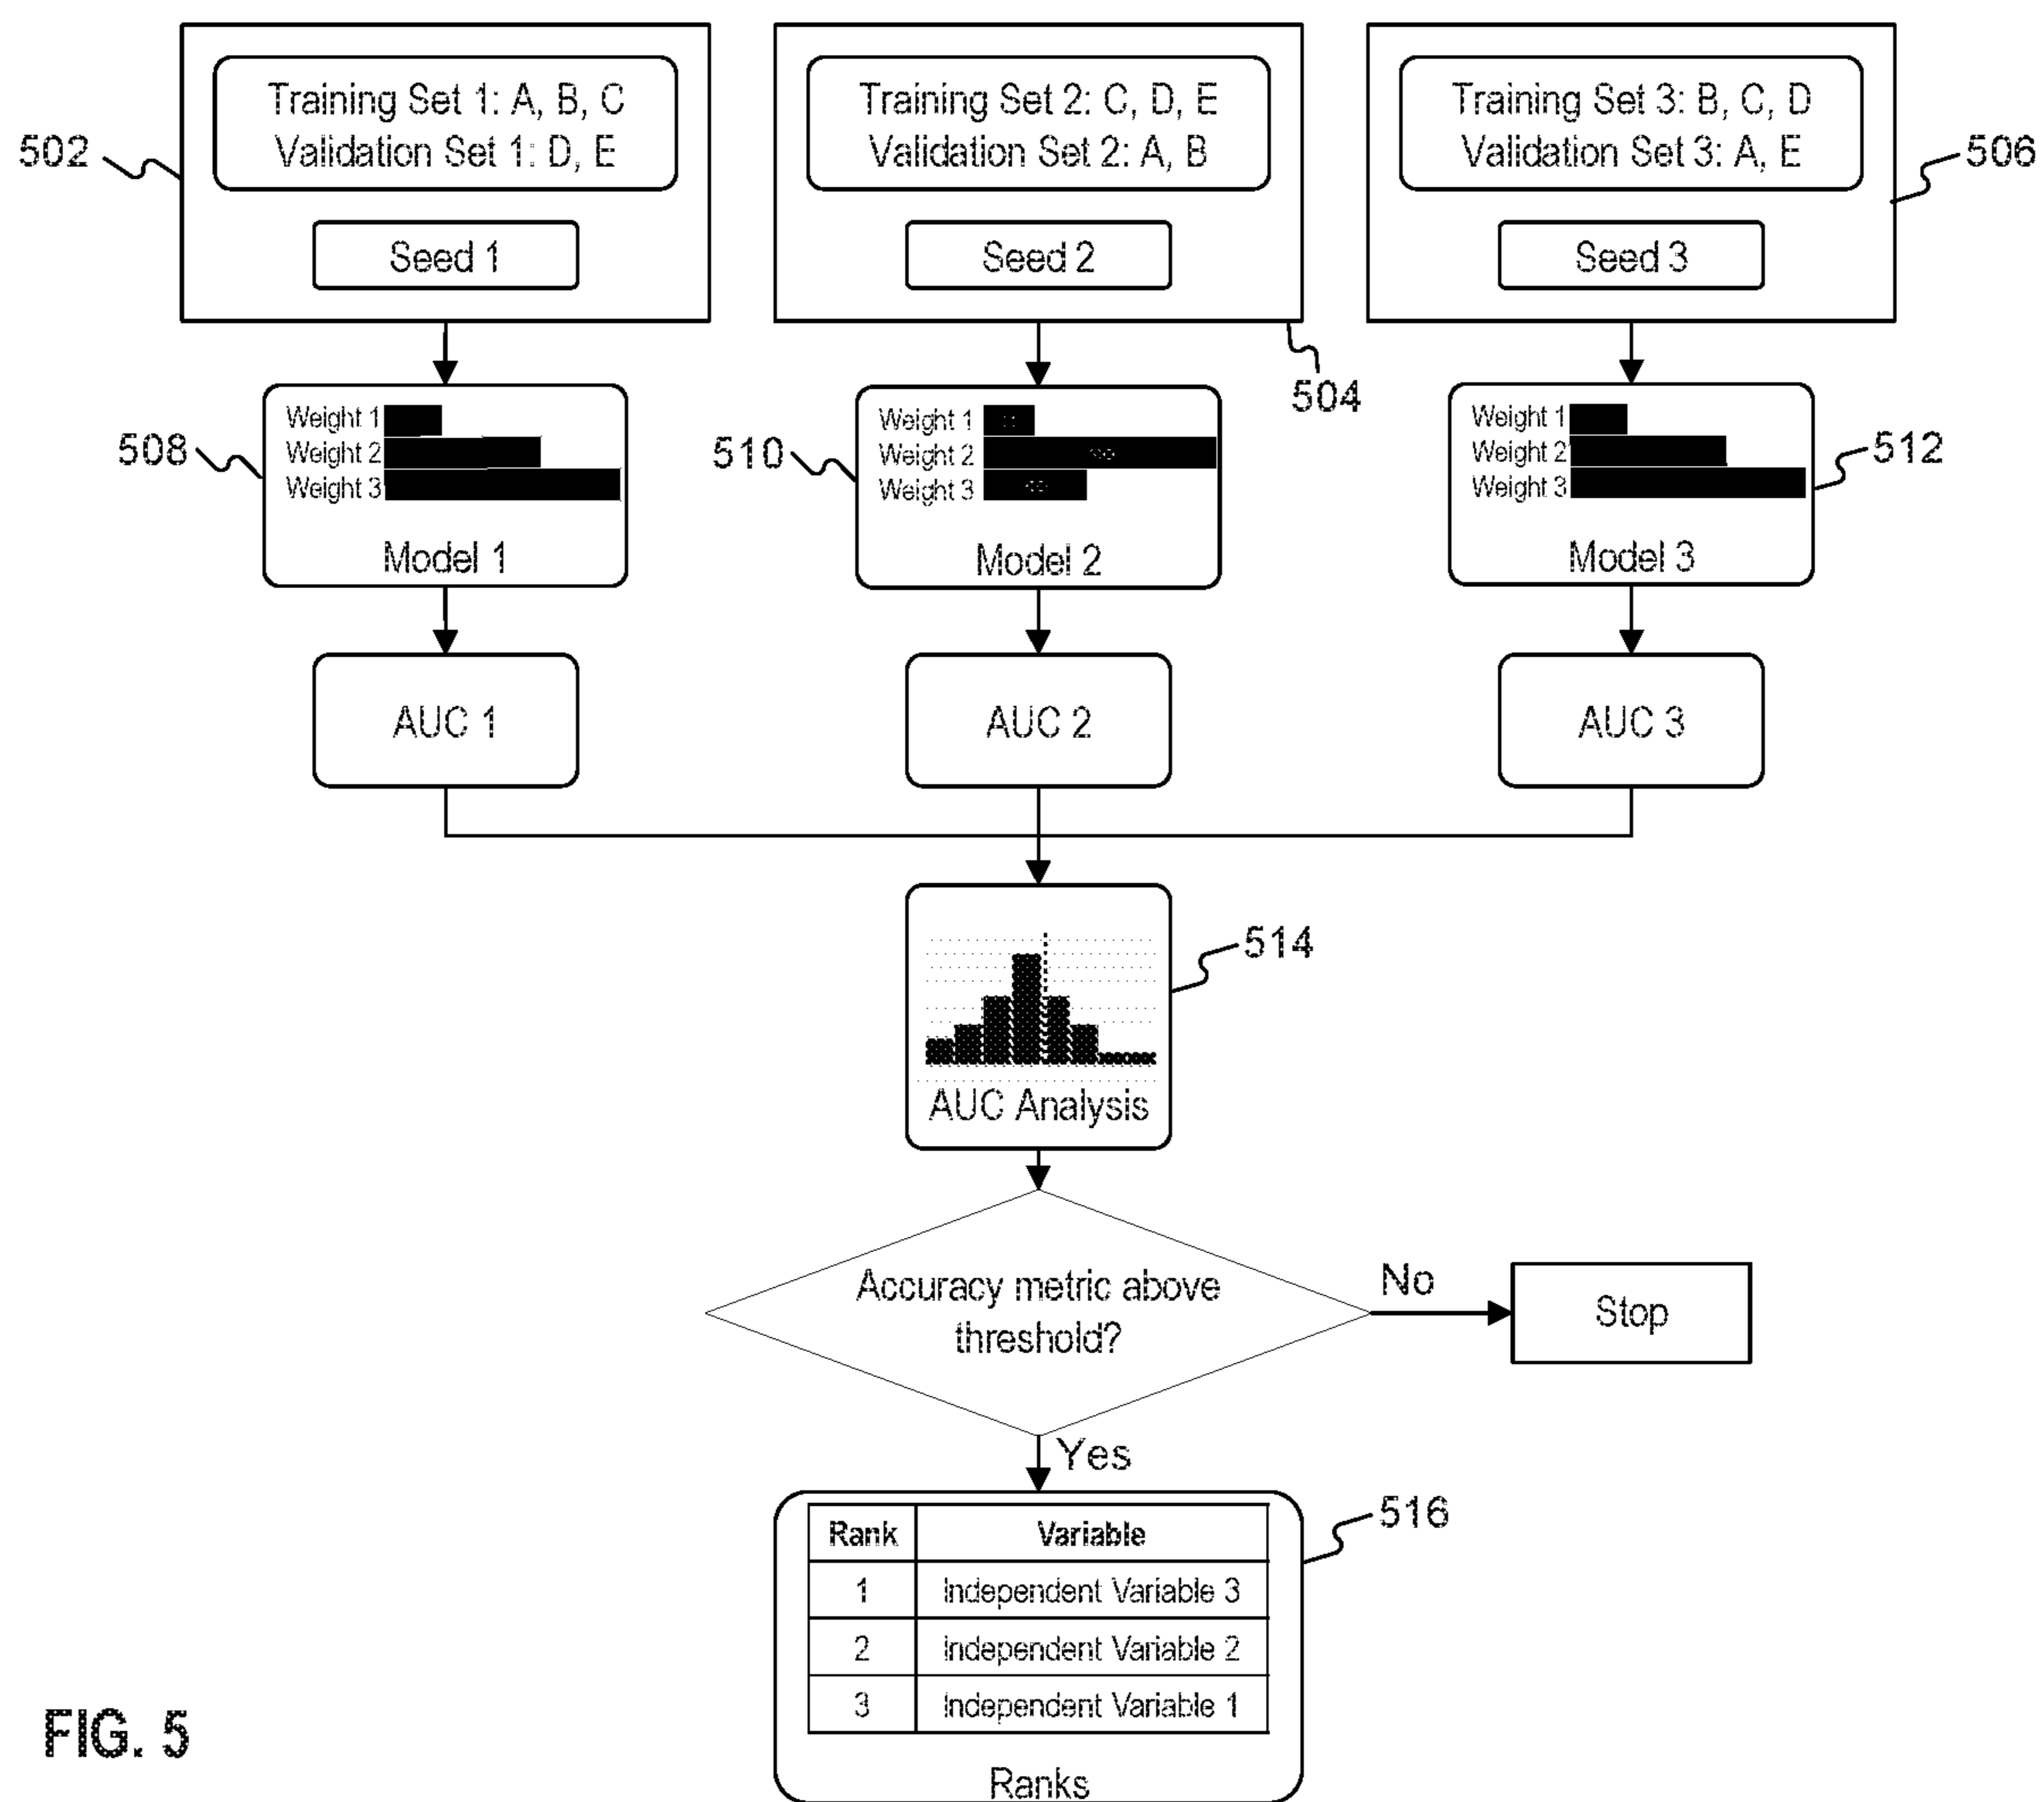 Training Set 1: A, B, C
Validation Set 1: D, E
Seed 1
502
Training Set 2: C, D, E
Validation Set 2: A, B
Seed 2
504
Training Set 3: B, C, D
Validation Set 3: A, E
Seed 3
506
Weight 1
Weight 2
Weight 3
Model 1
508
Weight 1
Weight 2
Weight 3
Model 2
510
Weight 1
Weight 2
Weight 3
Model 3
512
AUC 1
AUC 2
AUC 3
AUC Analysis
514
Accuracy metric above
threshold?
No
Stop
Yes
Rank Variable
1 Independent Variable 3
2 Independent Variable 2
3 Independent Variable 1
Ranks
516
FIG. 5